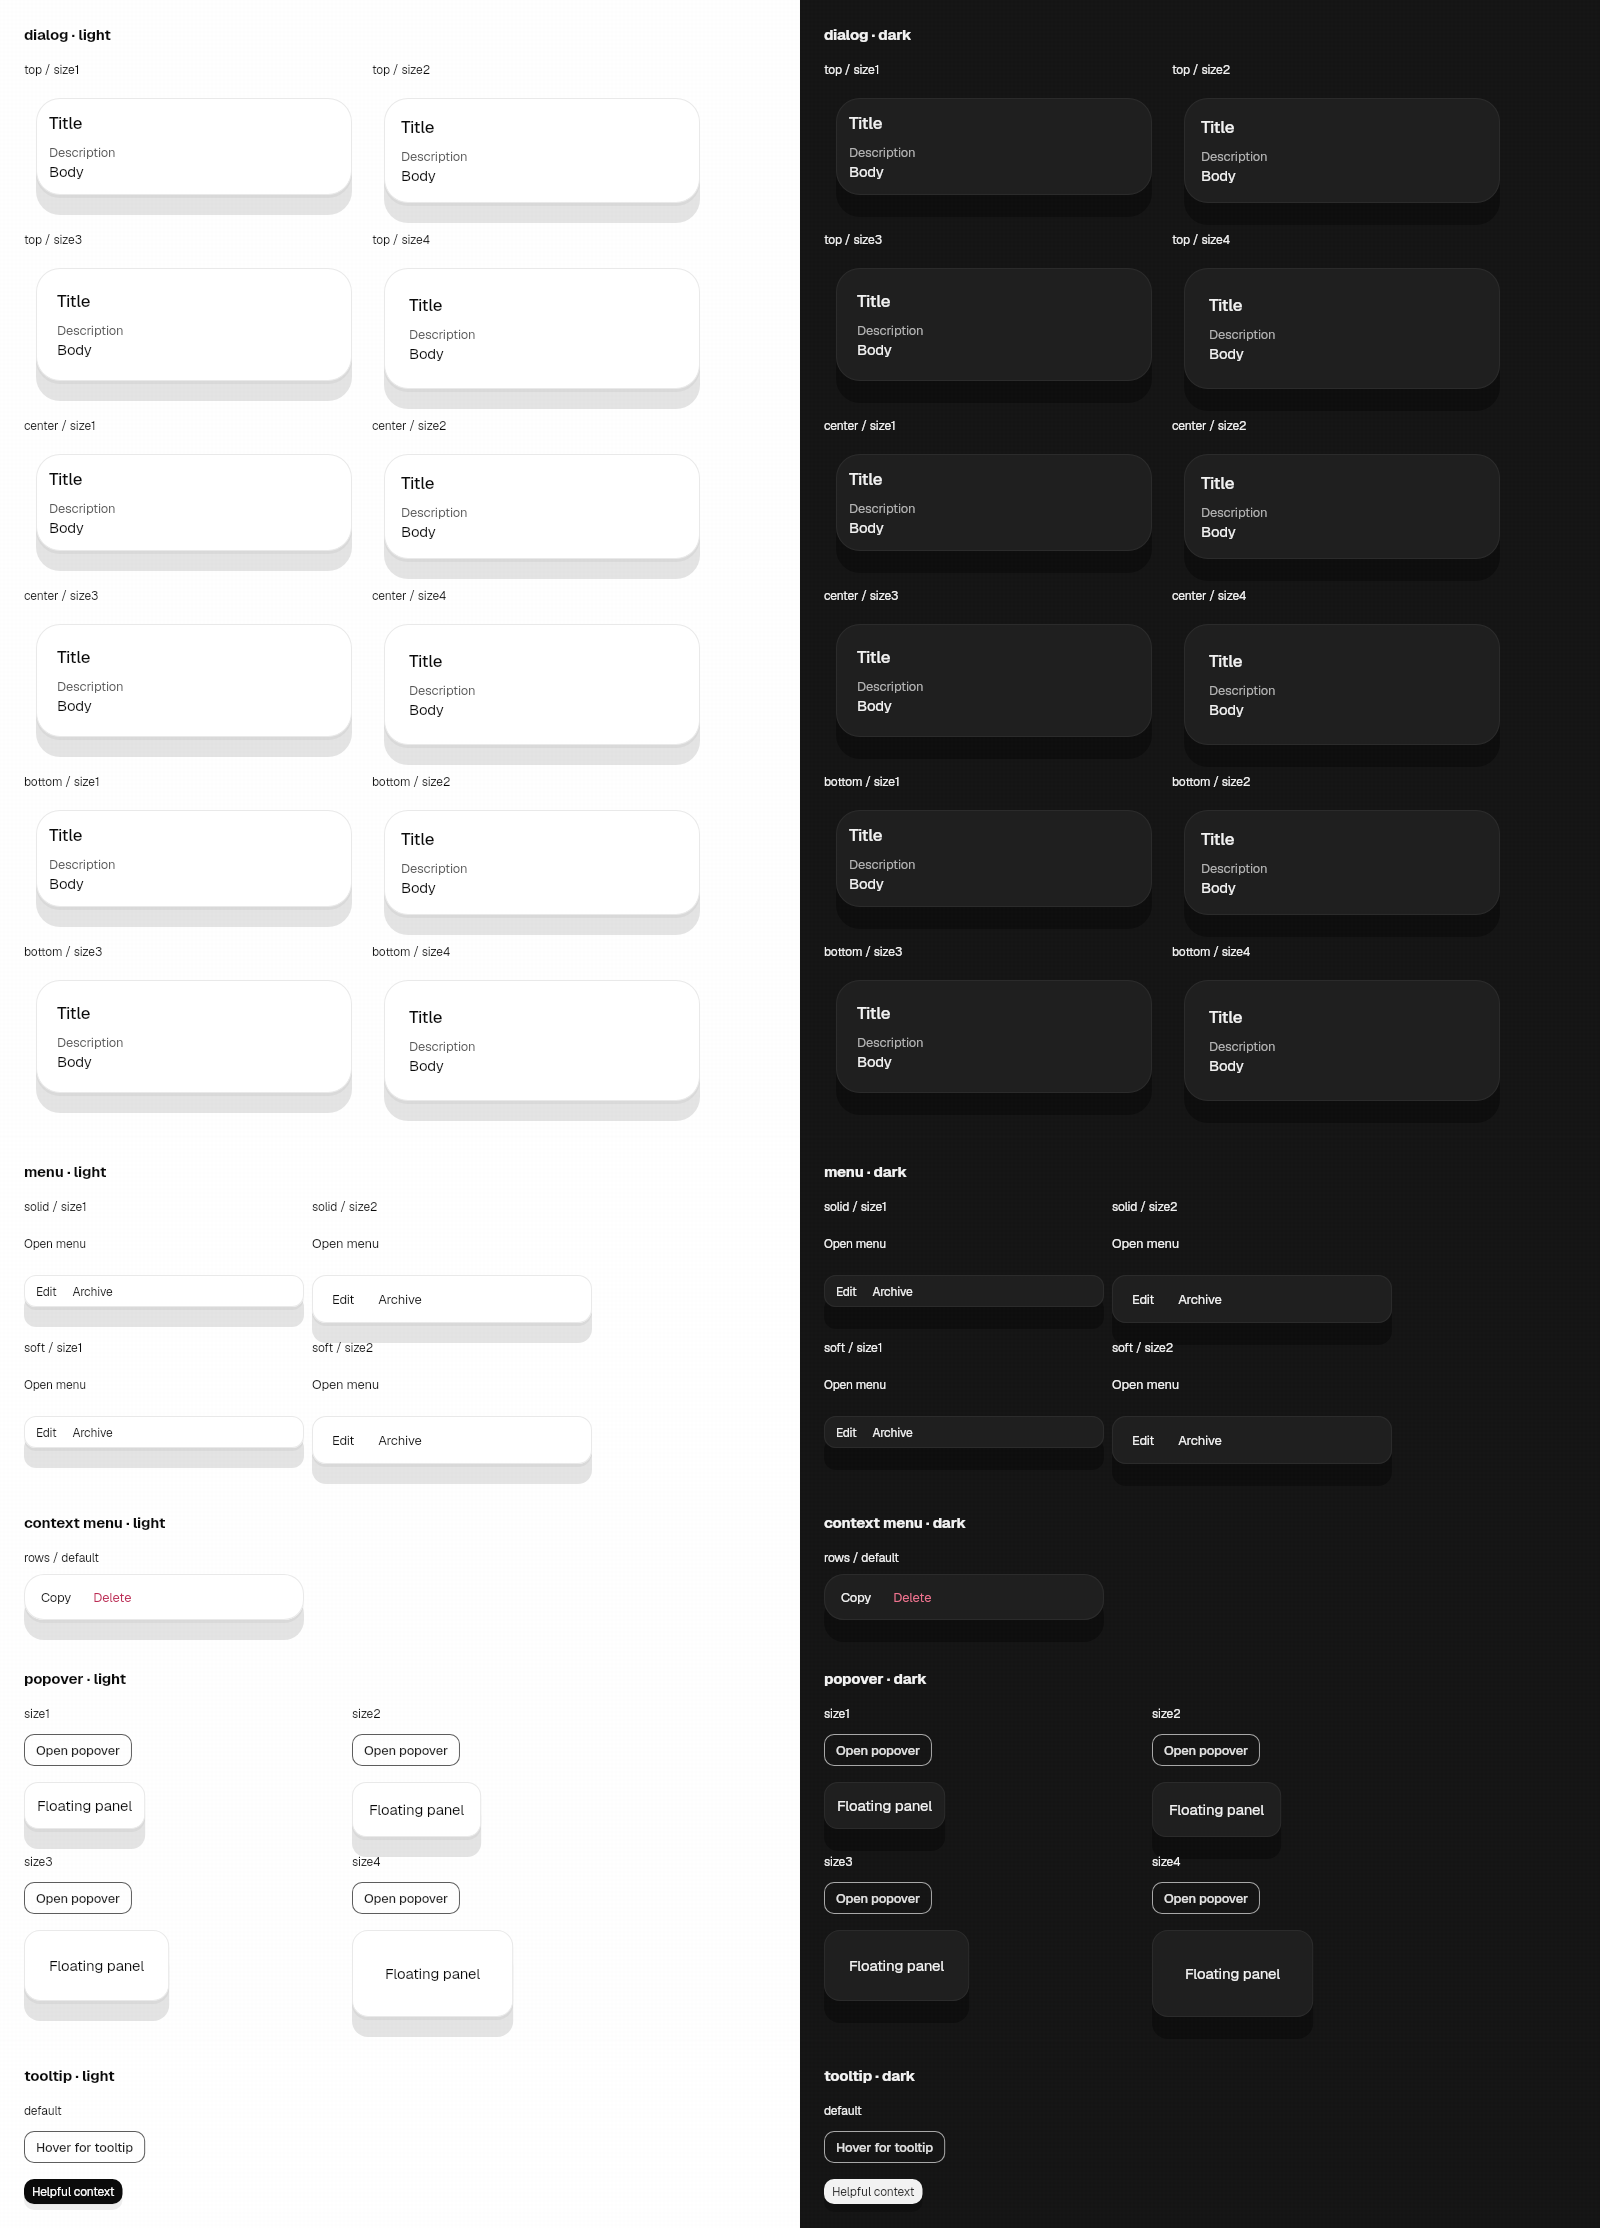 dialog · light
top / size1
top / size2
Title
Description
Body
Title
Description
Body
top / size3
top / size4
Title
Description
Body
Title
Description
Body
center / size1
center / size2
Title
Description
Body
Title
Description
Body
center / size3
center / size4
Title
Description
Body
Title
Description
Body
bottom / size1
bottom / size2
Title
Description
Body
Title
Description
Body
bottom / size3
bottom / size4
Title
Description
Body
Title
Description
Body
menu · light
solid / size1
solid / size2
Open menu
Open menu
Edit Archive
Edit Archive
soft / size1
soft / size2
Open menu
Open menu
Edit Archive
Edit Archive
context menu · light
rows / default
Copy Delete
popover · light
size1
size2
Open popover
Open popover
Floating panel
Floating panel
size3
size4
Open popover
Open popover
Floating panel
Floating panel
tooltip · light
default
Hover for tooltip
Helpful context
dialog · dark
top / size1
top / size2
Title
Description
Body
Title
Description
Body
top / size3
top / size4
Title
Description
Body
Title
Description
Body
center / size1
center / size2
Title
Description
Body
Title
Description
Body
center / size3
center / size4
Title
Description
Body
Title
Description
Body
bottom / size1
bottom / size2
Title
Description
Body
Title
Description
Body
bottom / size3
bottom / size4
Title
Description
Body
Title
Description
Body
menu · dark
solid / size1
solid / size2
Open menu
Open menu
Edit Archive
Edit Archive
soft / size1
soft / size2
Open menu
Open menu
Edit Archive
Edit Archive
context menu · dark
rows / default
Copy Delete
popover · dark
size1
size2
Open popover
Open popover
Floating panel
Floating panel
size3
size4
Open popover
Open popover
Floating panel
Floating panel
tooltip · dark
default
Hover for tooltip
Helpful context